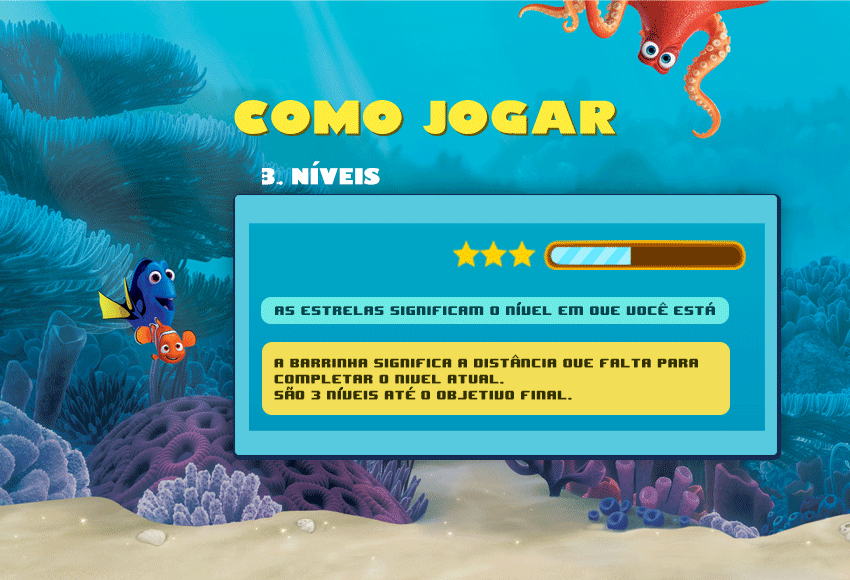 COMO JOGAR
3. NÍVEIS
AS ESTRELAS SIGNIFICAM O NÍVEL EM QUE VOCÊ ESTÁ
A BARRINHA SIGNIFICA A DISTÂNCIA QUE FALTA PARA
COMPLETAR O NIVEL ATUAL.
SÃO 3 NÍVEIS ATÉ O OBJETIVO FINAL.